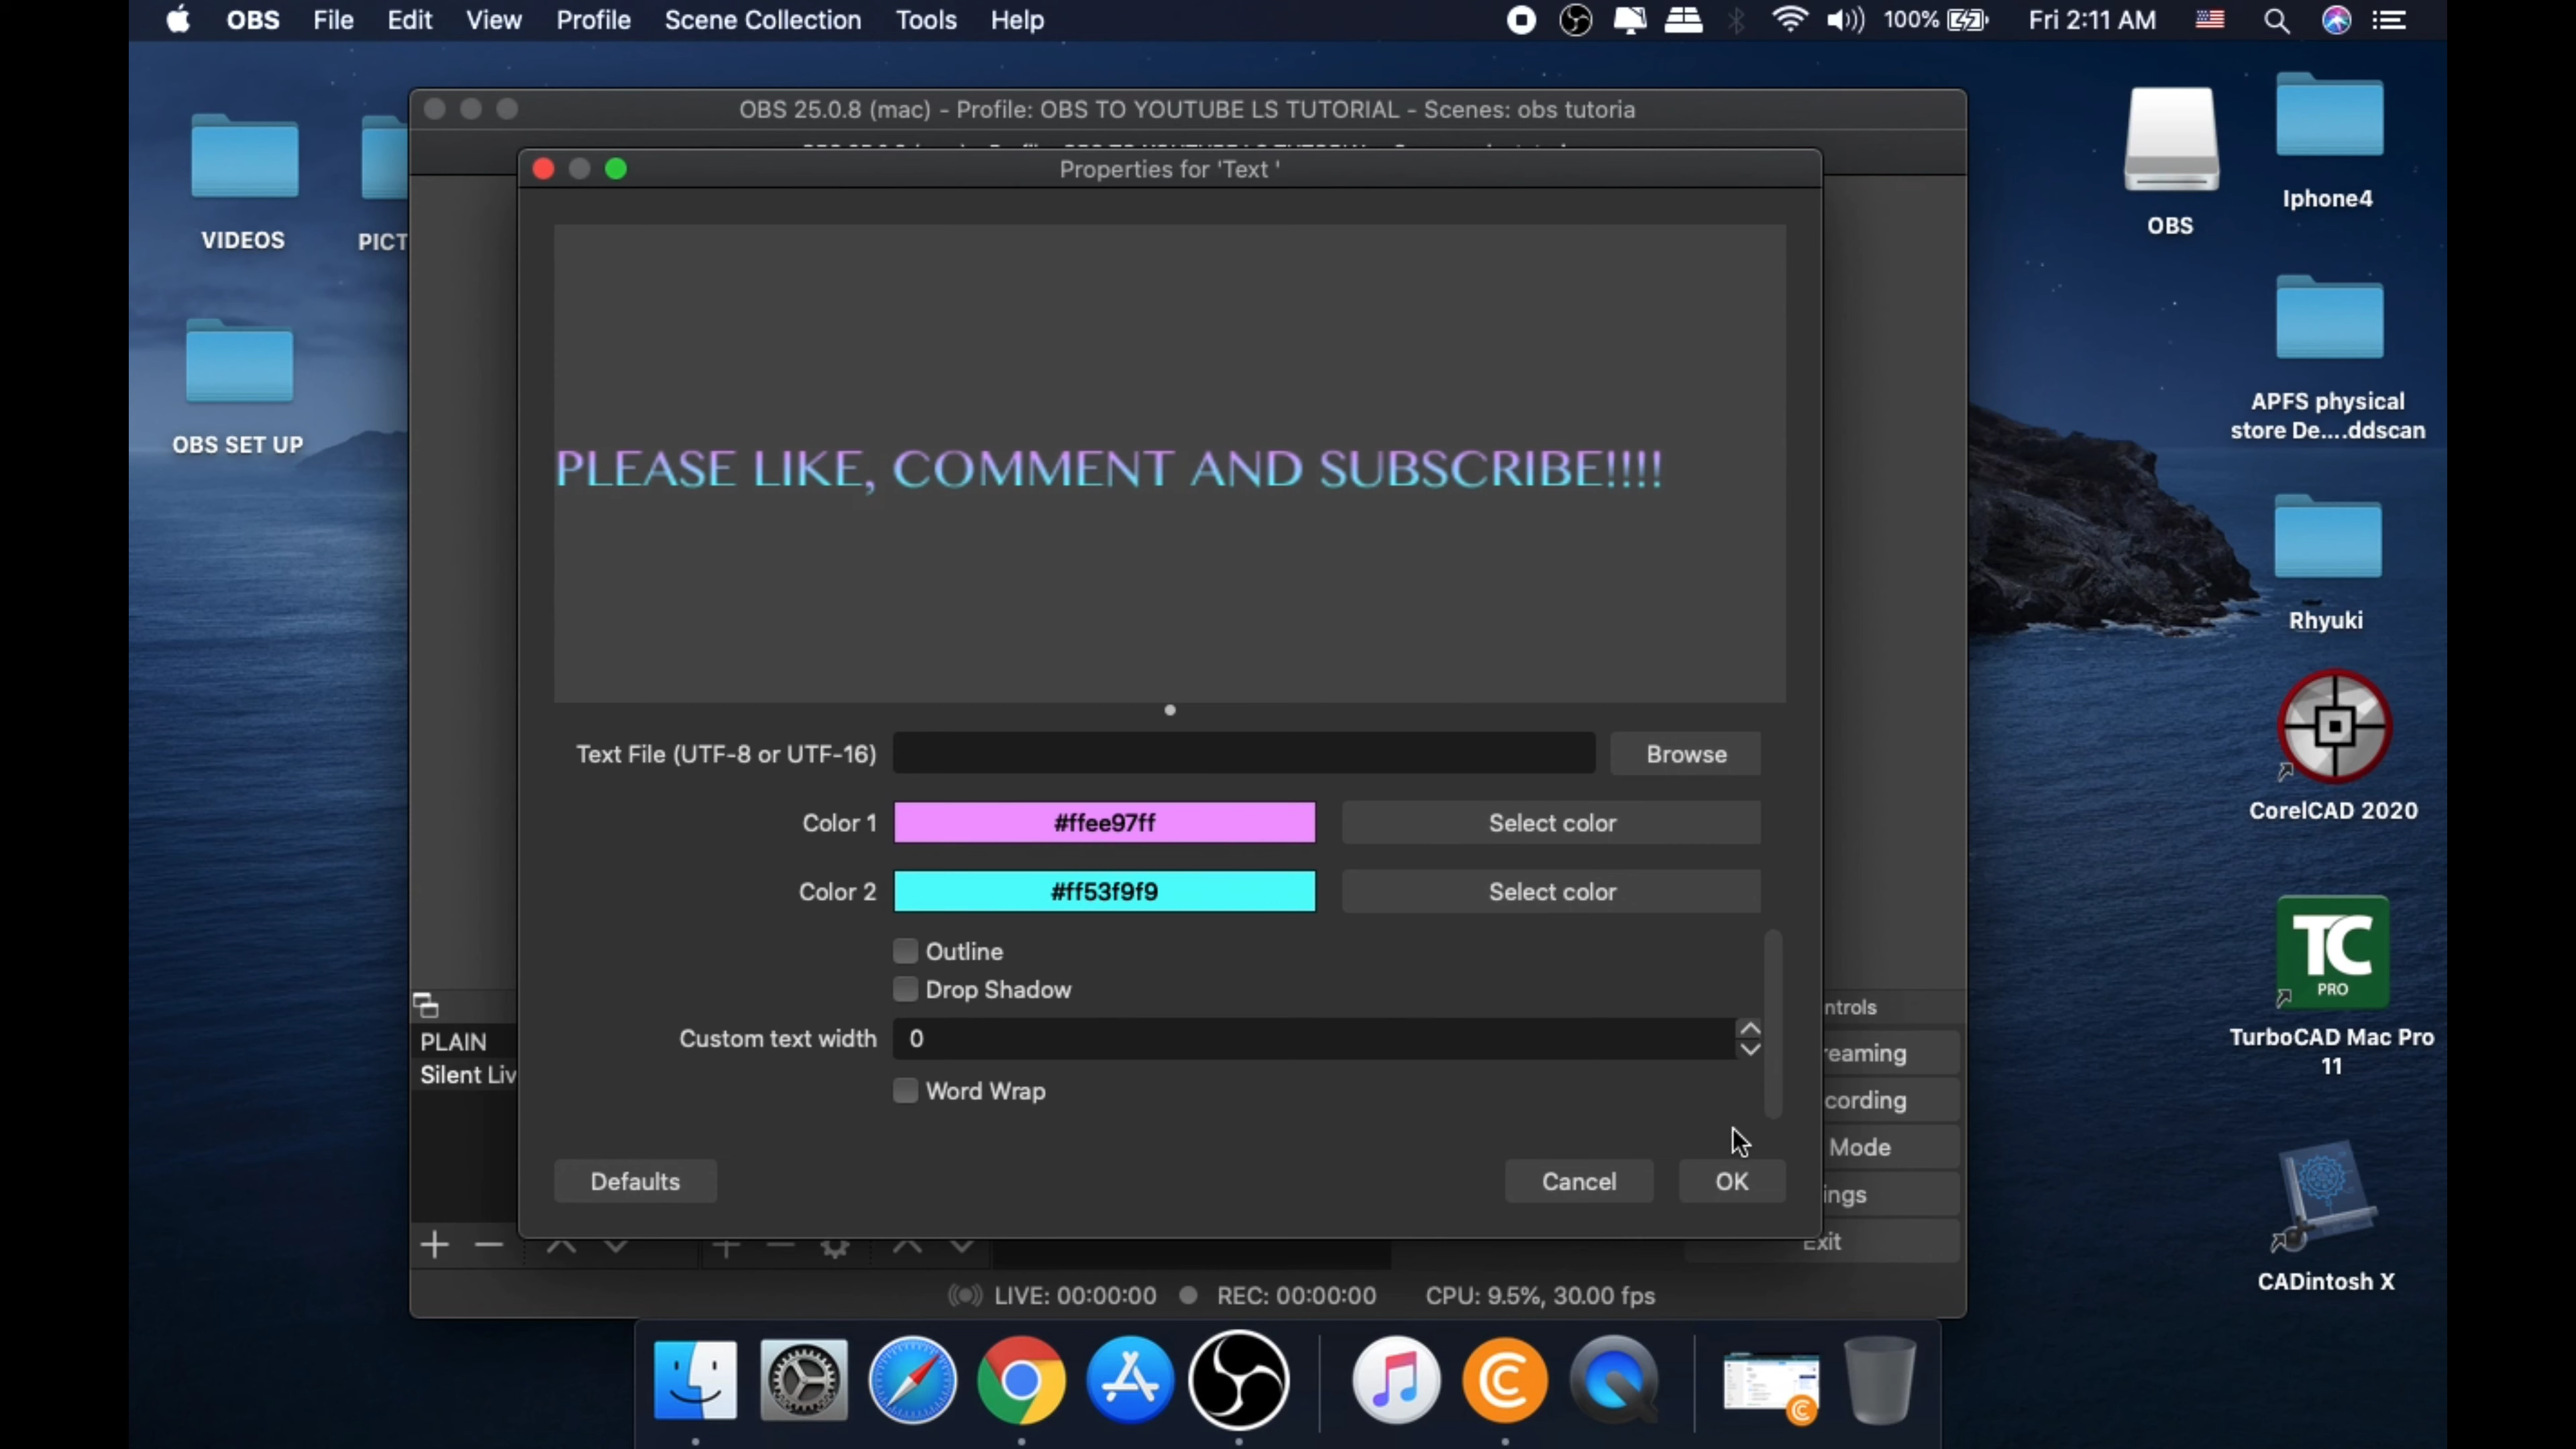 OBS File Edit View Profile Scene Collection Tools Help 100% Fri 2:11 AM
OBS 25.0.8 (mac) - Profile: OBS TO YOUTUBE LS TUTORIAL - Scenes: obs tutoria
Properties for 'Text '
VIDEOS
PICT
OBS SET UP
OBS
Iphone4
APFS physical
store De....ddscan
Rhyuki
CorelCAD 2020
TC
PRO
TurboCAD Mac Pro
11
CADintosh X
PLEASE LIKE, COMMENT AND SUBSCRIBE!!!!
Text File (UTF-8 or UTF-16) Browse
Color 1 #ffee97ff Select color
Color 2 #ff53f9f9 Select color
Outline
Drop Shadow
Custom text width 0
Word Wrap
Defaults Cancel OK
PLAIN
Silent Liv
ntrols
reaming
cording
Mode
ings
Exit
LIVE: 00:00:00 REC: 00:00:00 CPU: 9.5%, 30.00 fps